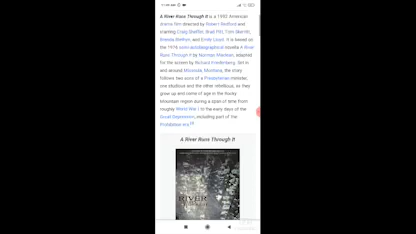 A River Runs Through It is a 1992 American
drama film directed by Robert Redford and
starring Craig Sheffer, Brad Pitt, Tom Skerritt,
Brenda Blethyn, and Emily Lloyd. It is based on
the 1976 semi-autobiographical novella A River
Runs Through It by Norman Maclean, adapted
for the screen by Richard Friedenberg. Set in
and around Missoula, Montana, the story
follows two sons of a Presbyterian minister,
one studious and the other rebellious, as they
grow up and come of age in the Rocky
Mountain region during a span of time from
roughly World War I to the early days of the
Great Depression, including part of the
Prohibition era.
A River Runs Through It
RIVER